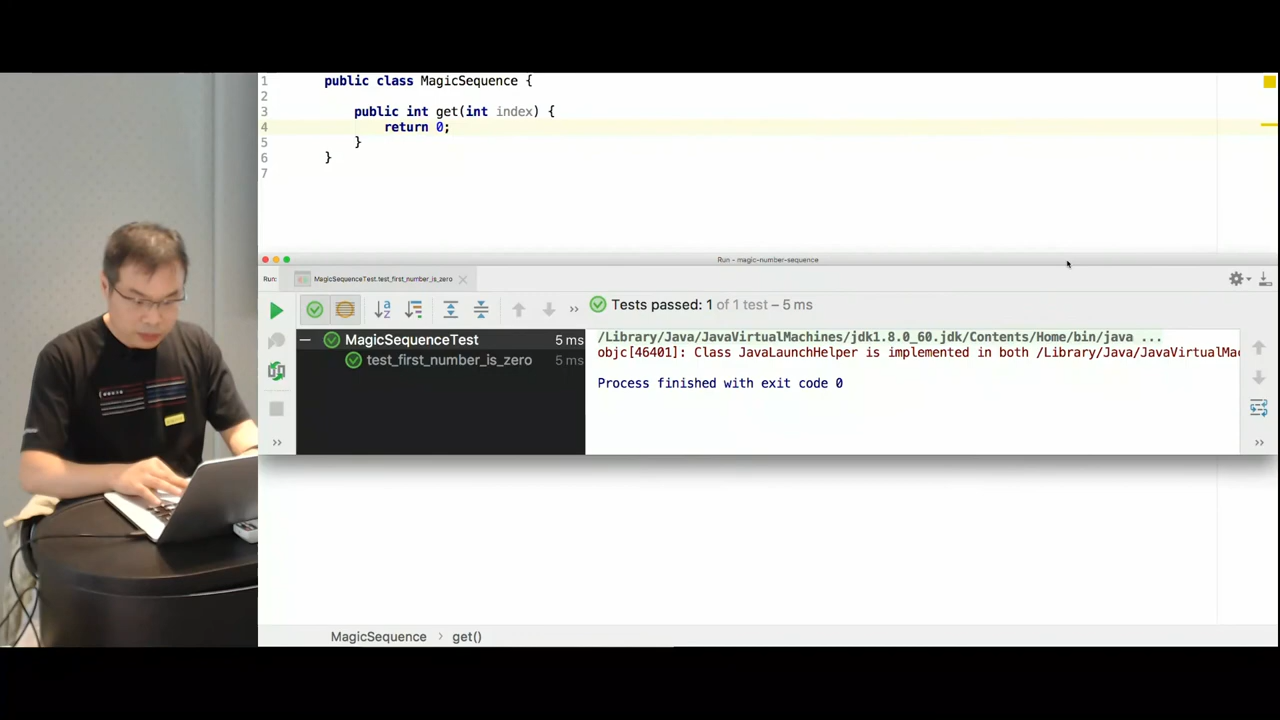 1 public class MagicSequence {
2
3 public int get(int index) {
4 return 0;
5 }
6 }
7
Run - magic-number-sequence
Run: MagicSequenceTest.test_first_number_is_zero
Tests passed: 1 of 1 test – 5 ms
MagicSequenceTest 5 ms
test_first_number_is_zero 5 ms
/Library/Java/JavaVirtualMachines/jdk1.8.0_60.jdk/Contents/Home/bin/java ...
objc[46401]: Class JavaLaunchHelper is implemented in both /Library/Java/JavaVirtualMac
Process finished with exit code 0
MagicSequence › get()